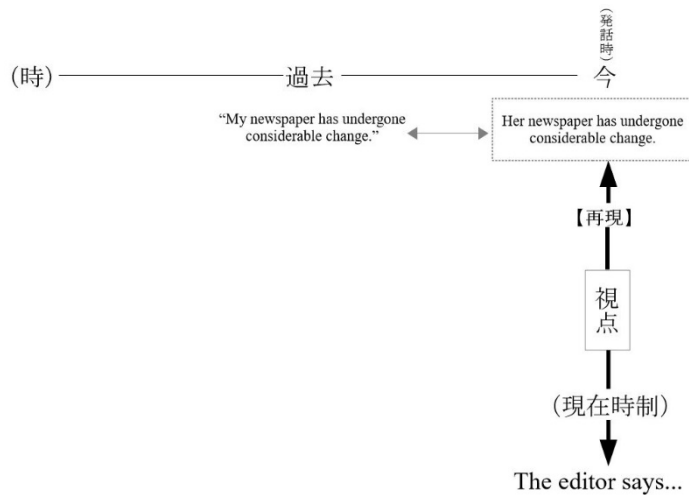 (発話時)
(時)
過去
今
“My newspaper has undergone
considerable change.”
Her newspaper has undergone
considerable change.
【再現】
視点
(現在時制)
The editor says...